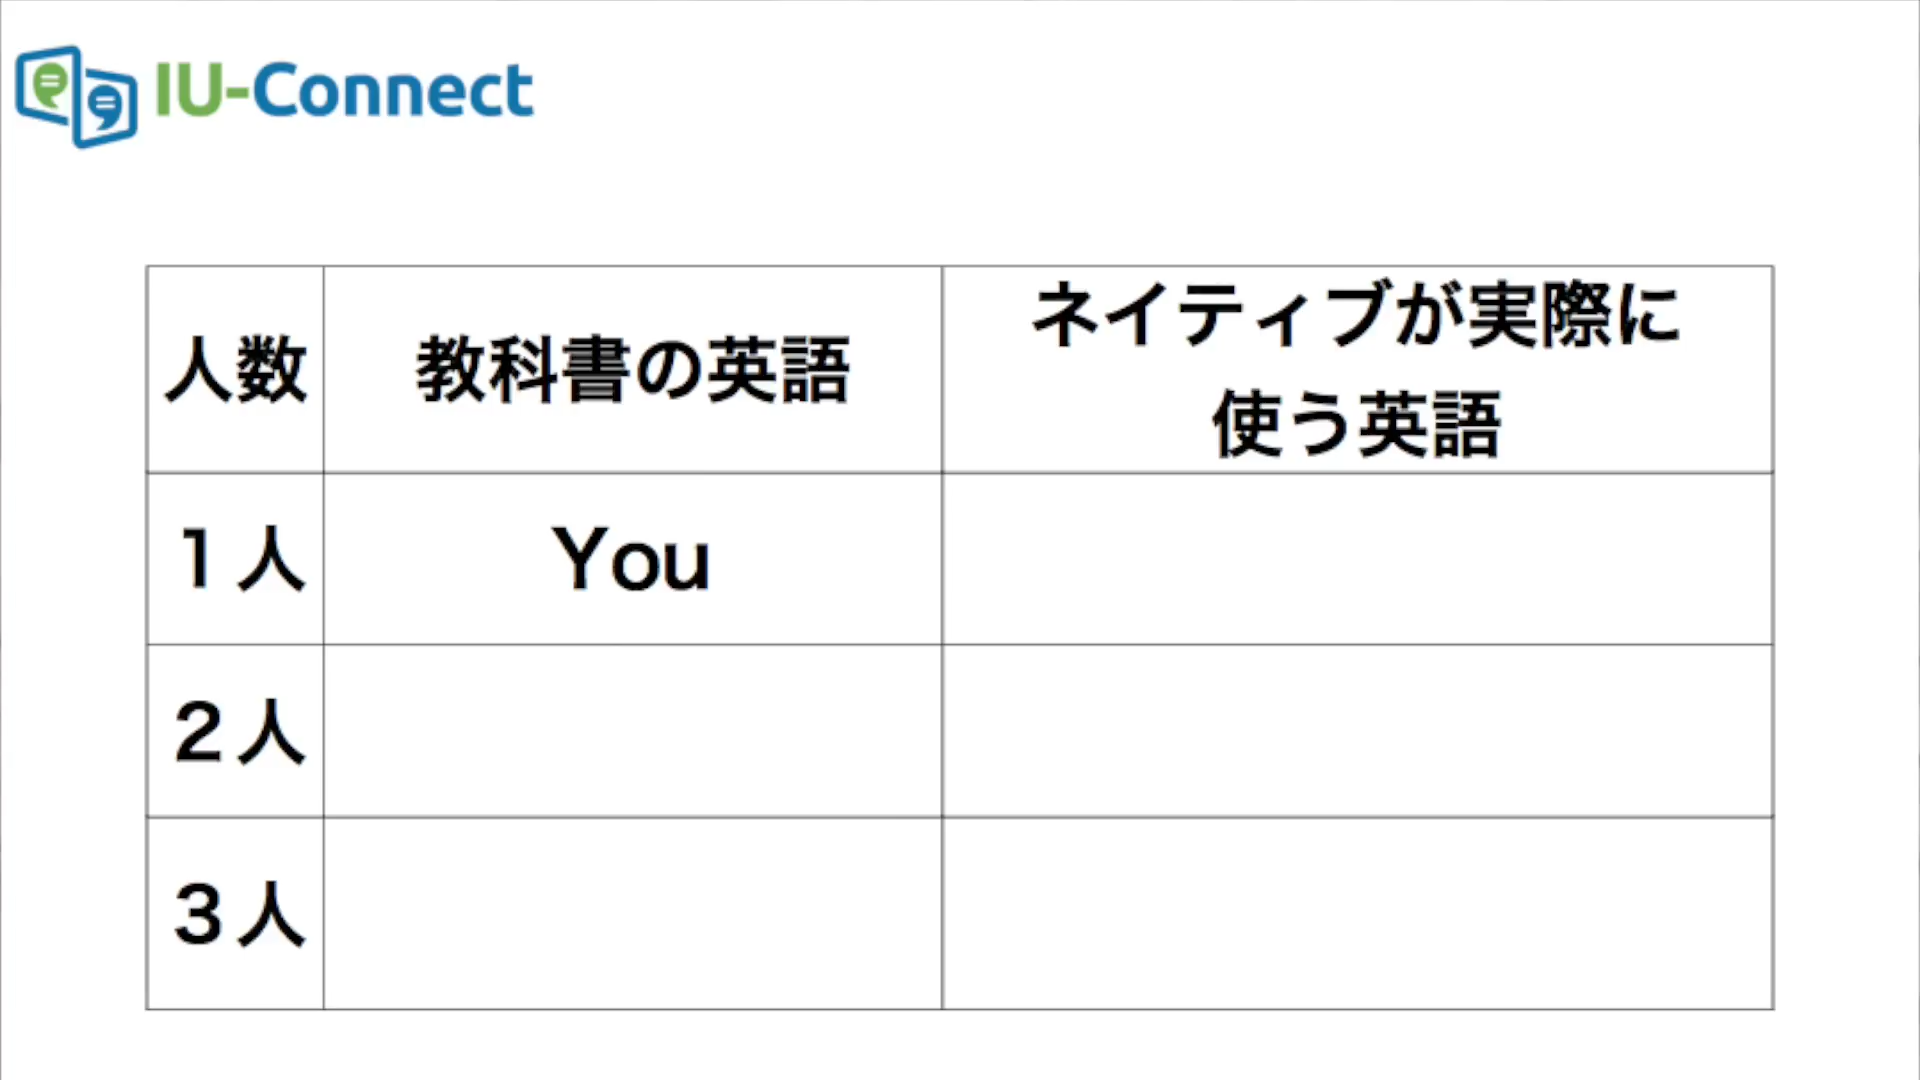 IU-Connect
人数 教科書の英語 ネイティブが実際に
使う英語
１人 You
２人
３人